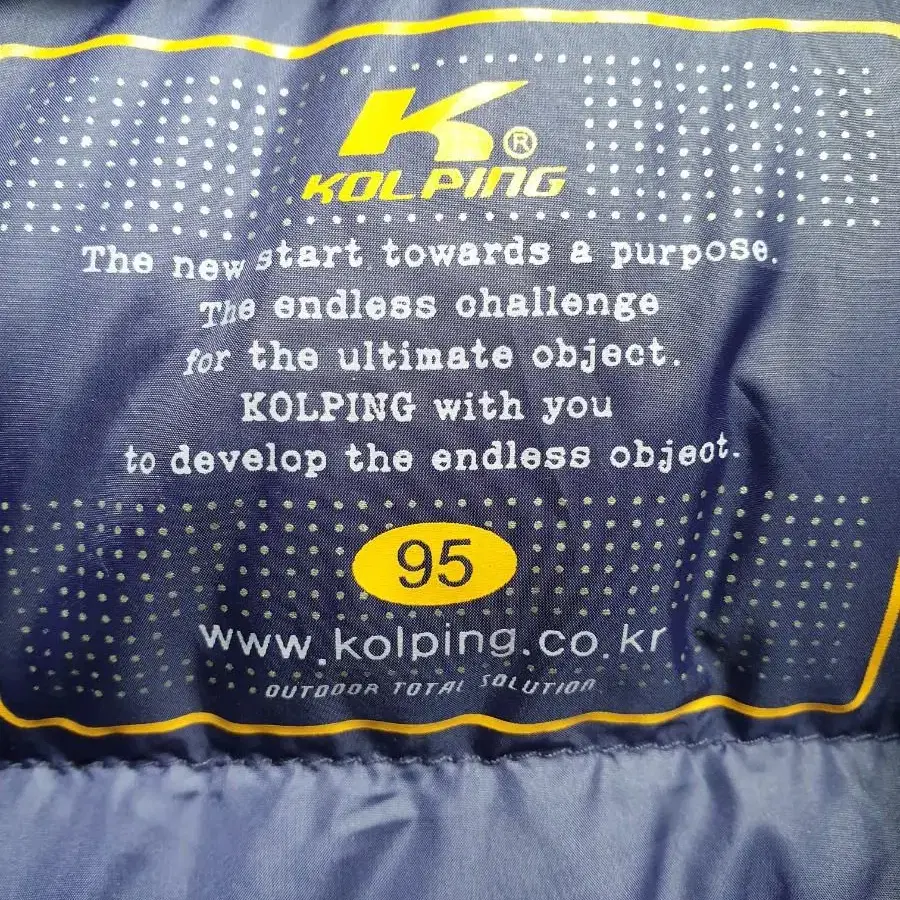 K®
KOLPING
The new start towards a purpose.
The endless challenge
for the ultimate object.
KOLPING with you
to develop the endless object.
95
www.kolping.co.kr
OUTDOOR TOTAL SOLUTION